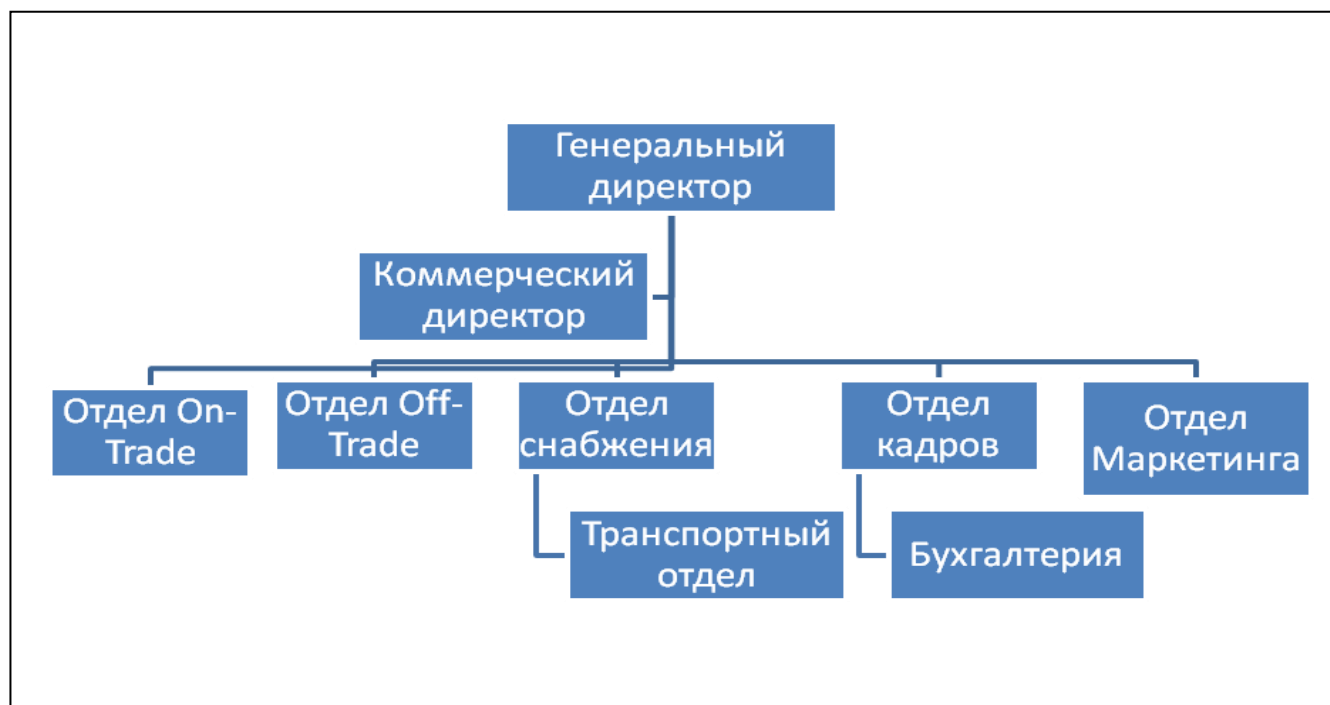 Генеральный
директор
Коммерческий
директор
Отдел On-
Trade
Отдел Off-
Trade
Отдел
снабжения
Отдел
кадров
Отдел
Маркетинга
Транспортный
отдел
Бухгалтерия